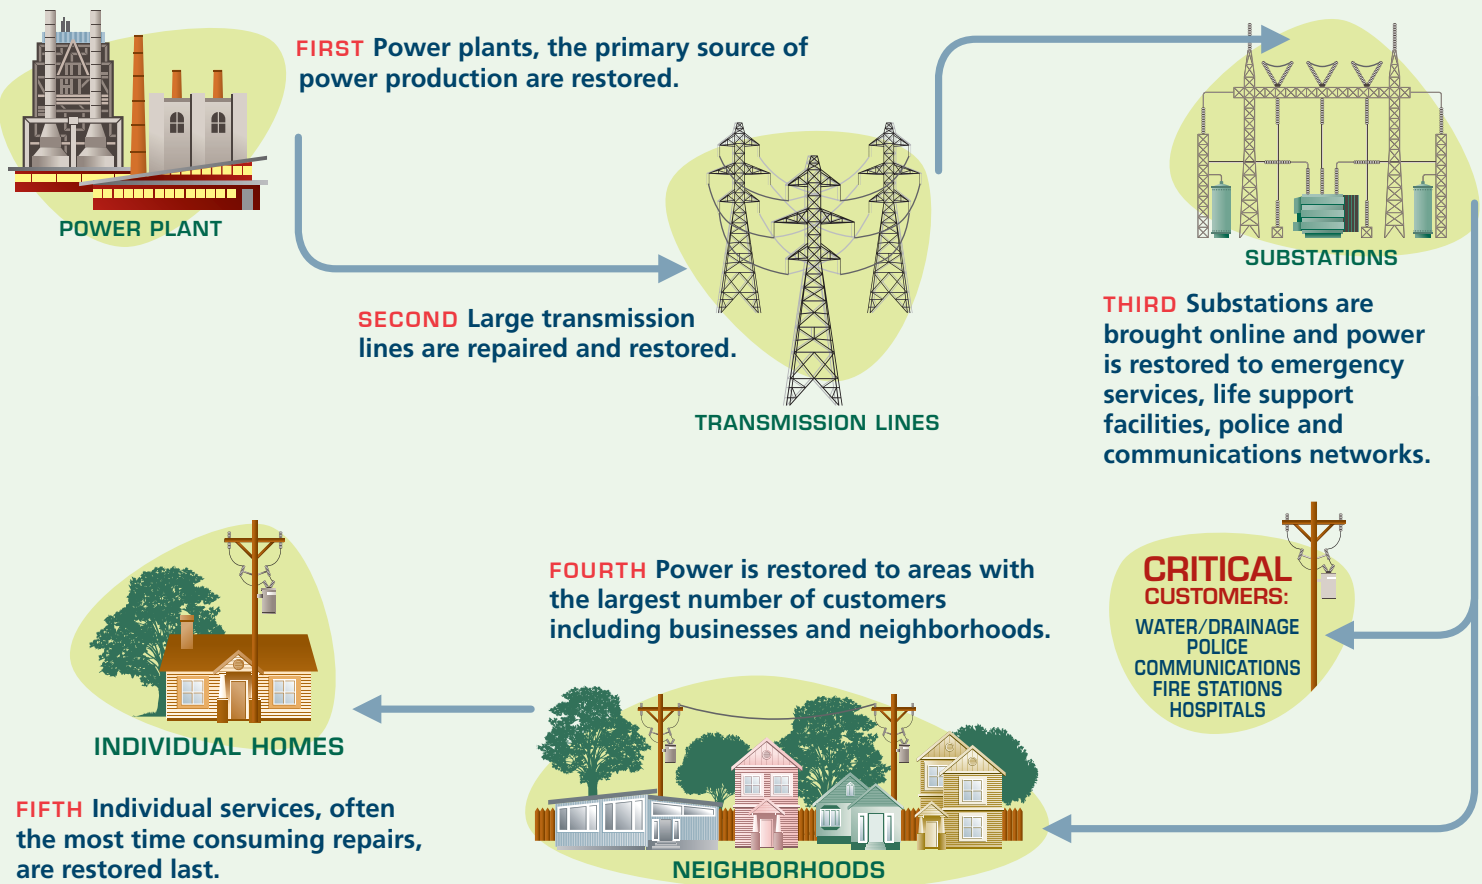 FIRST Power plants, the primary source of
power production are restored.
POWER PLANT
SECOND Large transmission
lines are repaired and restored.
TRANSMISSION LINES
SUBSTATIONS
THIRD Substations are
brought online and power
is restored to emergency
services, life support
facilities, police and
communications networks.
CRITICAL
CUSTOMERS:
WATER/DRAINAGE
POLICE
COMMUNICATIONS
FIRE STATIONS
HOSPITALS
FOURTH Power is restored to areas with
the largest number of customers
including businesses and neighborhoods.
NEIGHBORHOODS
INDIVIDUAL HOMES
FIFTH Individual services, often
the most time consuming repairs,
are restored last.